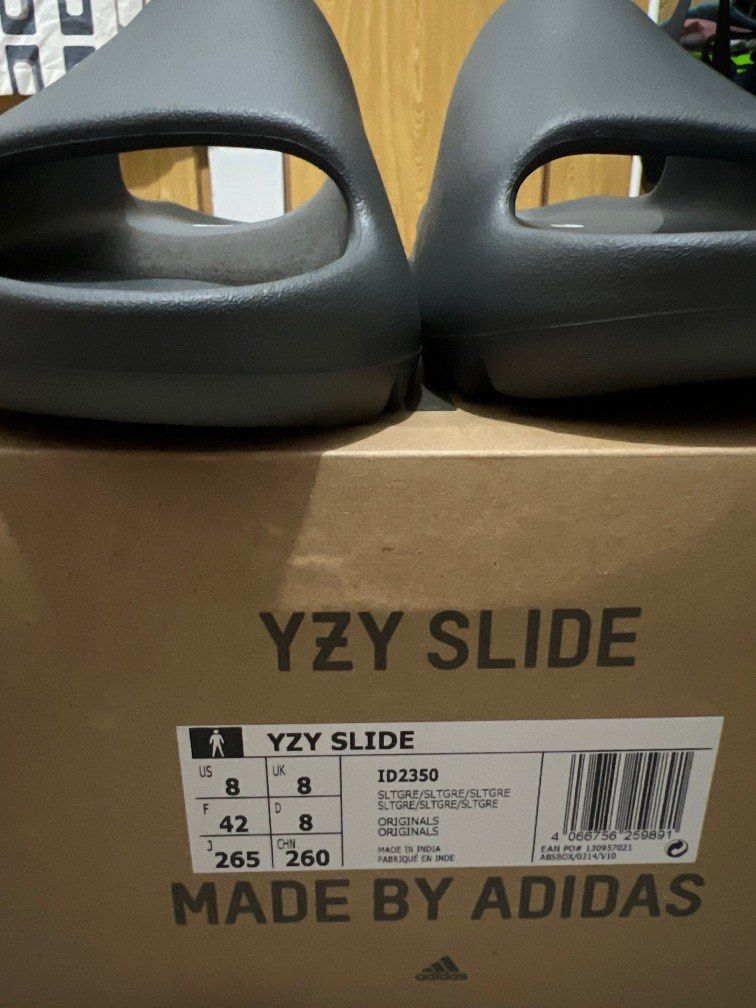 YZY SLIDE
YZY SLIDE
US 8 UK 8
F 42 D 8
J 265 CHN 260
ID2350
SLTGRE/SLTGRE/SLTGRE
SLTGRE/SLTGRE/SLTGRE
ORIGINALS
ORIGINALS
MADE IN INDIA
FABRIQUÉ EN INDE
4 066756 259891
EAN PO# 130957021
ABSBOX/0314/V10
MADE BY ADIDAS
adidas